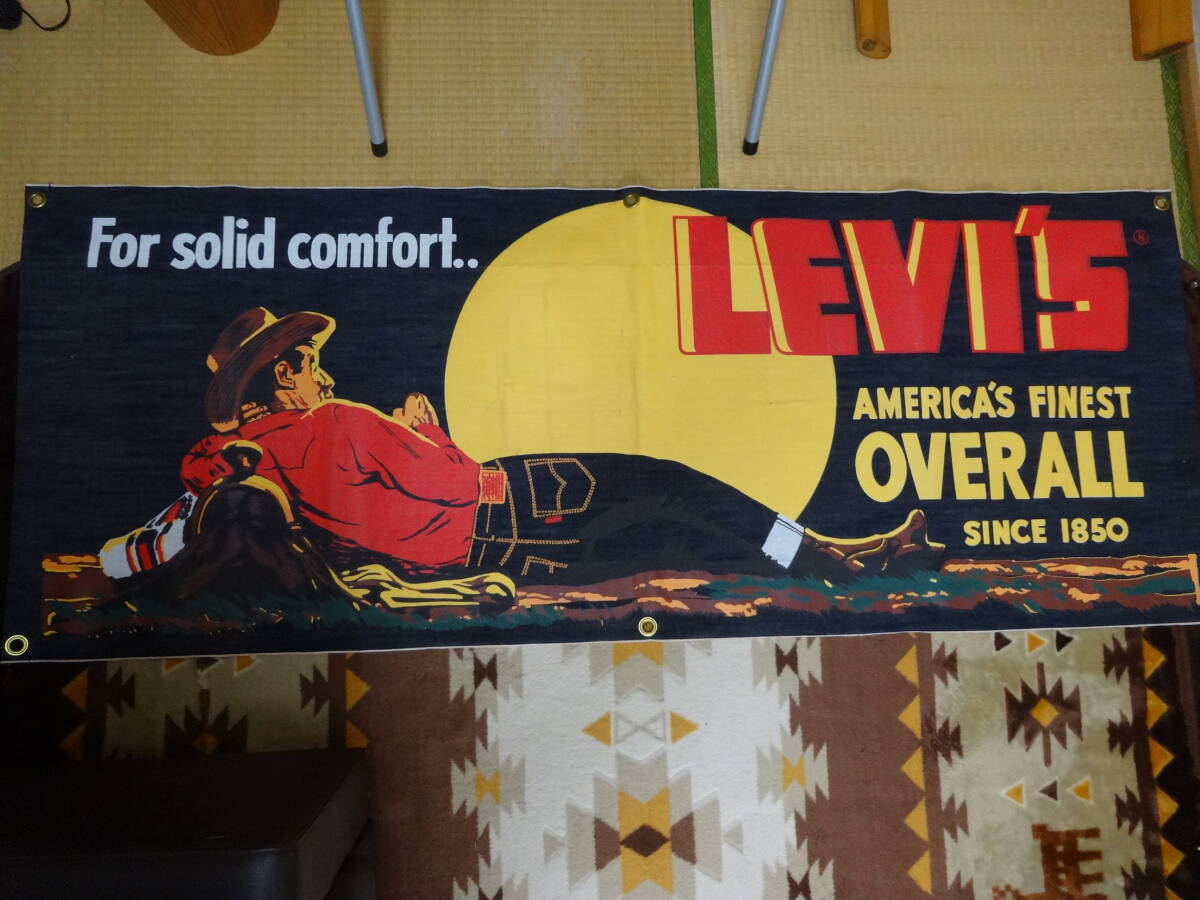 For solid comfort..
LEVI'S®
AMERICA'S FINEST
OVERALL
SINCE 1850